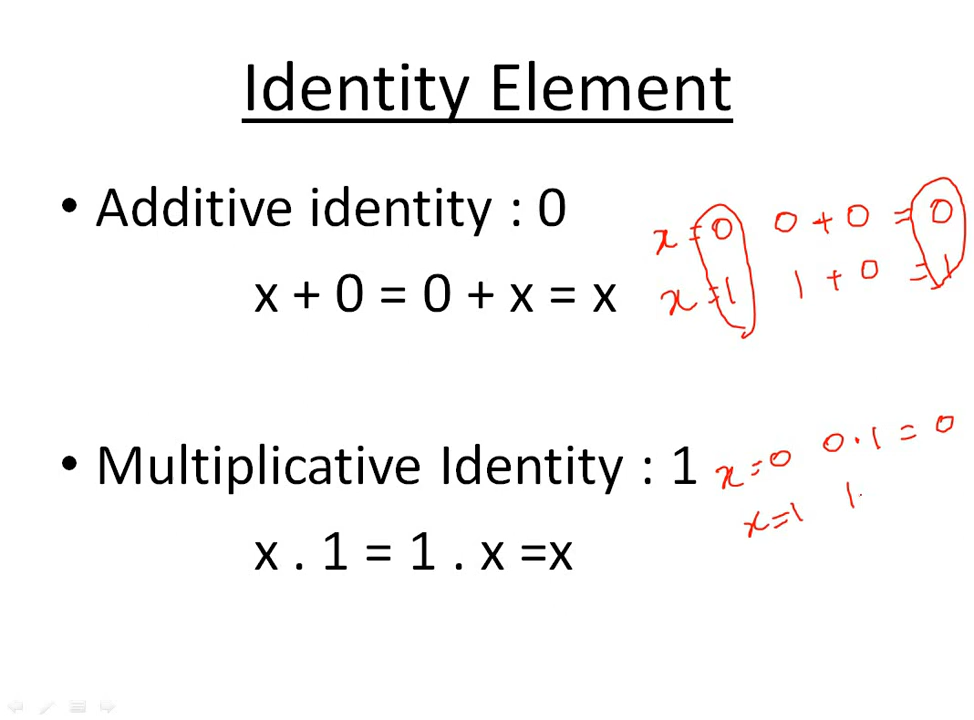 Identity Element
• Additive identity : 0
x = 0 0 + 0 = 0
x + 0 = 0 + x = x
x = 1 1 + 0 = 1
• Multiplicative Identity : 1
x = 0 0 . 1 = 0
x = 1 1 .
x . 1 = 1 . x =x